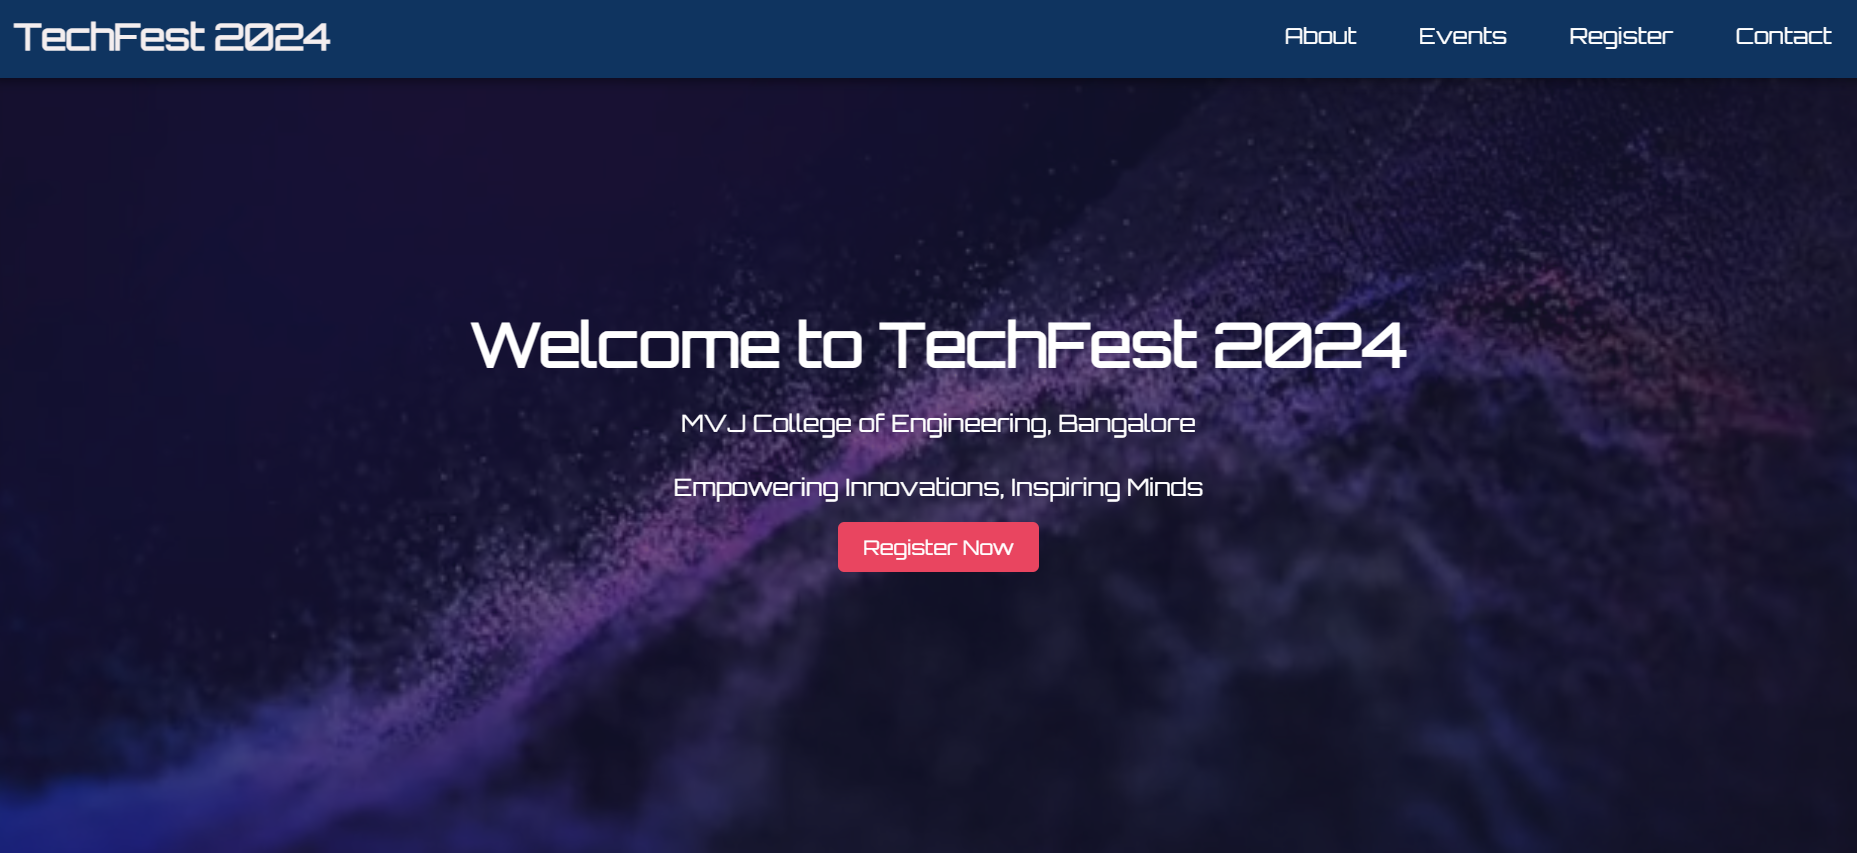 TechFest 2024
About Events Register Contact
Welcome to TechFest 2024
MVJ College of Engineering, Bangalore
Empowering Innovations, Inspiring Minds
Register Now